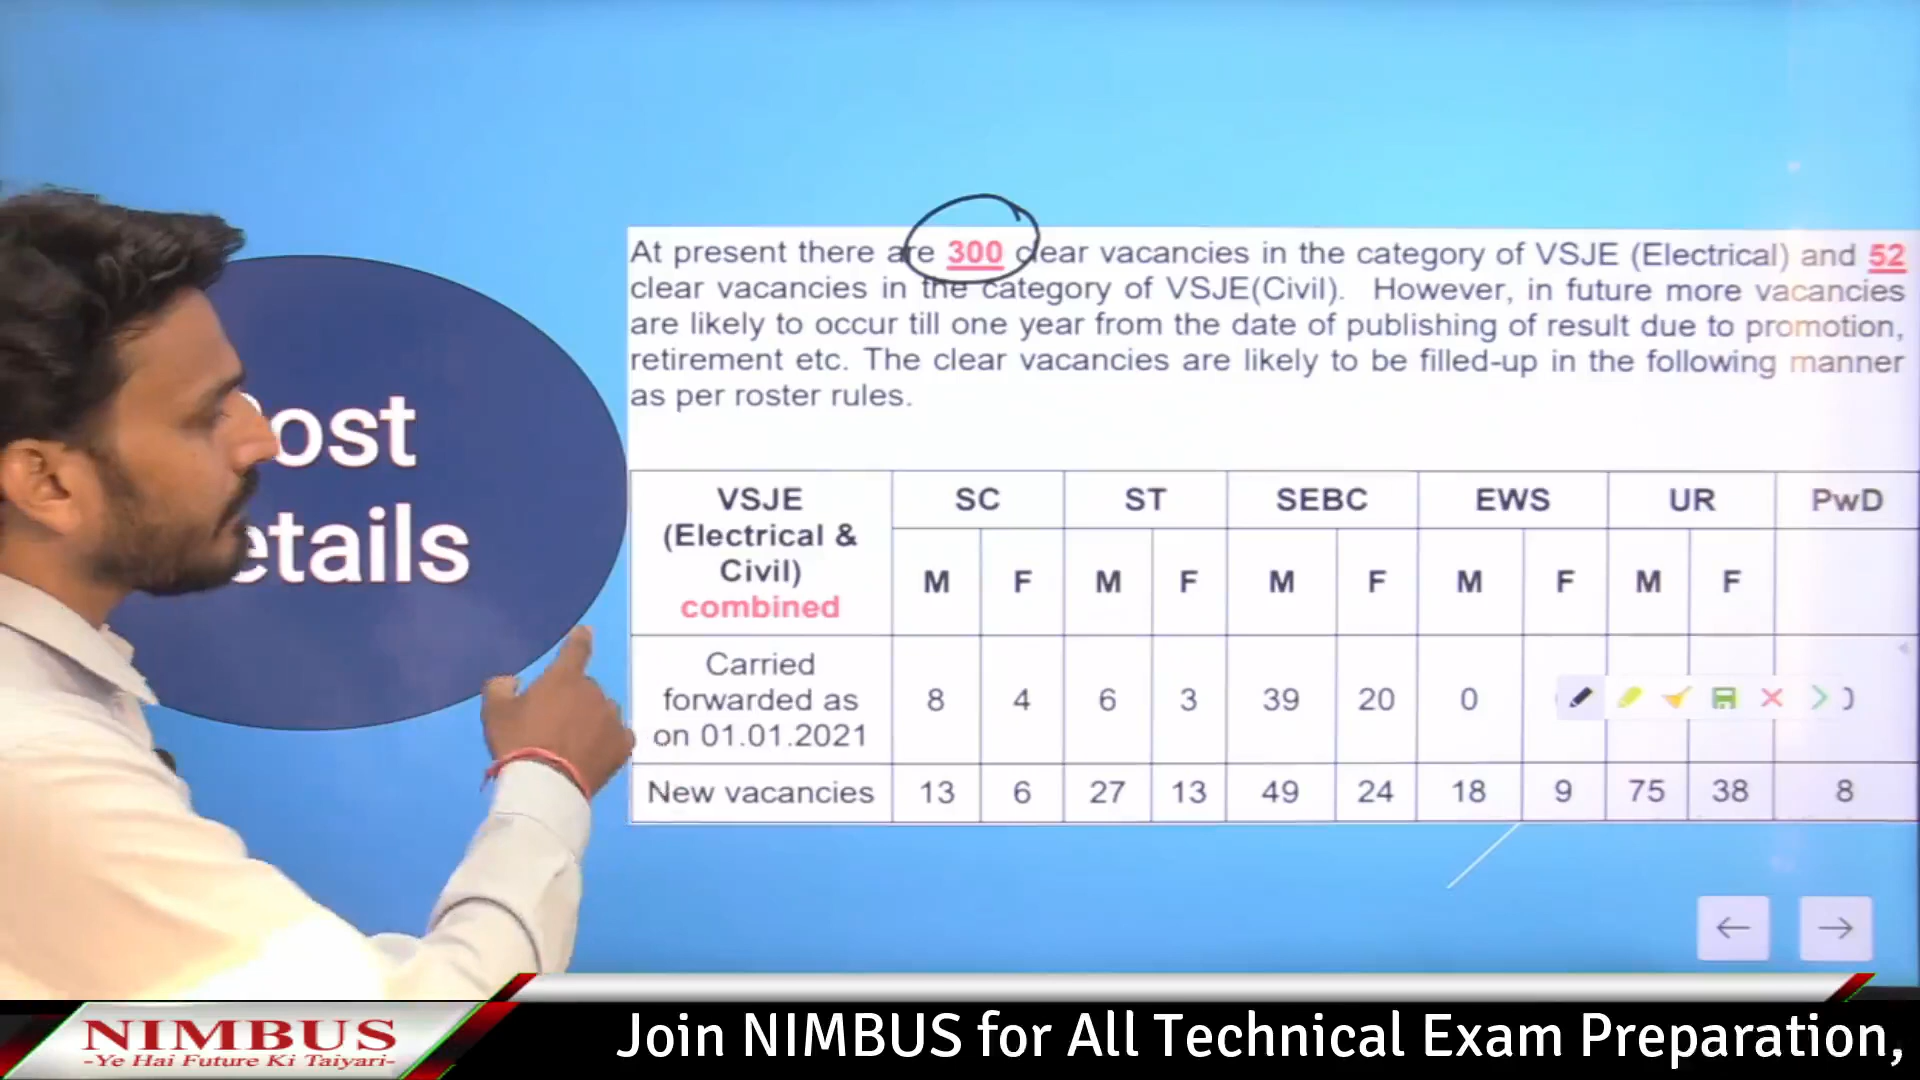 At present there are 300 clear vacancies in the category of VSJE (Electrical) and 52
clear vacancies in the category of VSJE(Civil). However, in future more vacancies
are likely to occur till one year from the date of publishing of result due to promotion,
retirement etc. The clear vacancies are likely to be filled-up in the following manner
as per roster rules.
ost
etails
VSJE
(Electrical &
Civil)
combined
SC ST SEBC EWS UR PwD
M F M F M F M F M F
Carried
forwarded as
on 01.01.2021
8 4 6 3 39 20 0
New vacancies 13 6 27 13 49 24 18 9 75 38 8
NIMBUS
-Ye Hai Future Ki Taiyari-
Join NIMBUS for All Technical Exam Preparation,